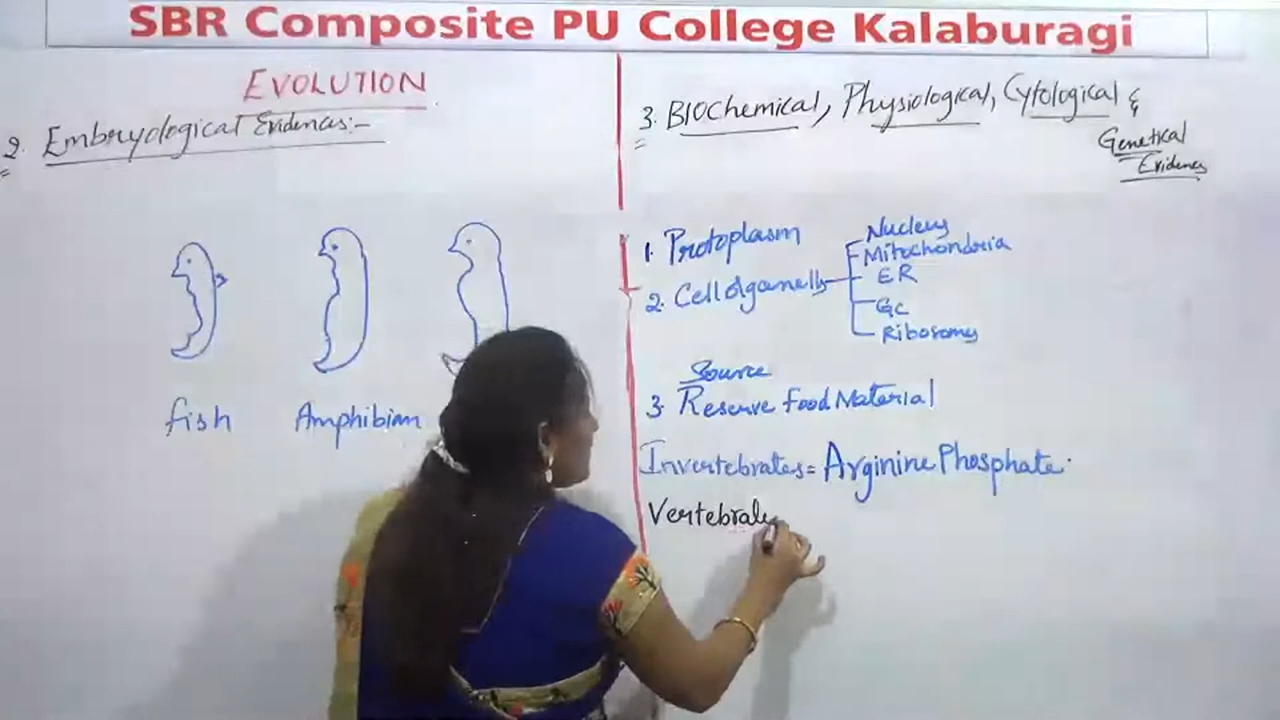 SBR Composite PU College Kalaburagi
EVOLUTION
2. Embryological Evidences:-
fish
Amphibian
3. BIOchemical, Physiological, Cytological &
Genetical
Evidences
1. Protoplasm
2. Cell organells
Nucleus
Mitochondria
ER
GC
Ribosomes
Source
3. Reserve food Material
Invertebrates = Arginine Phosphate.
Vertebrates